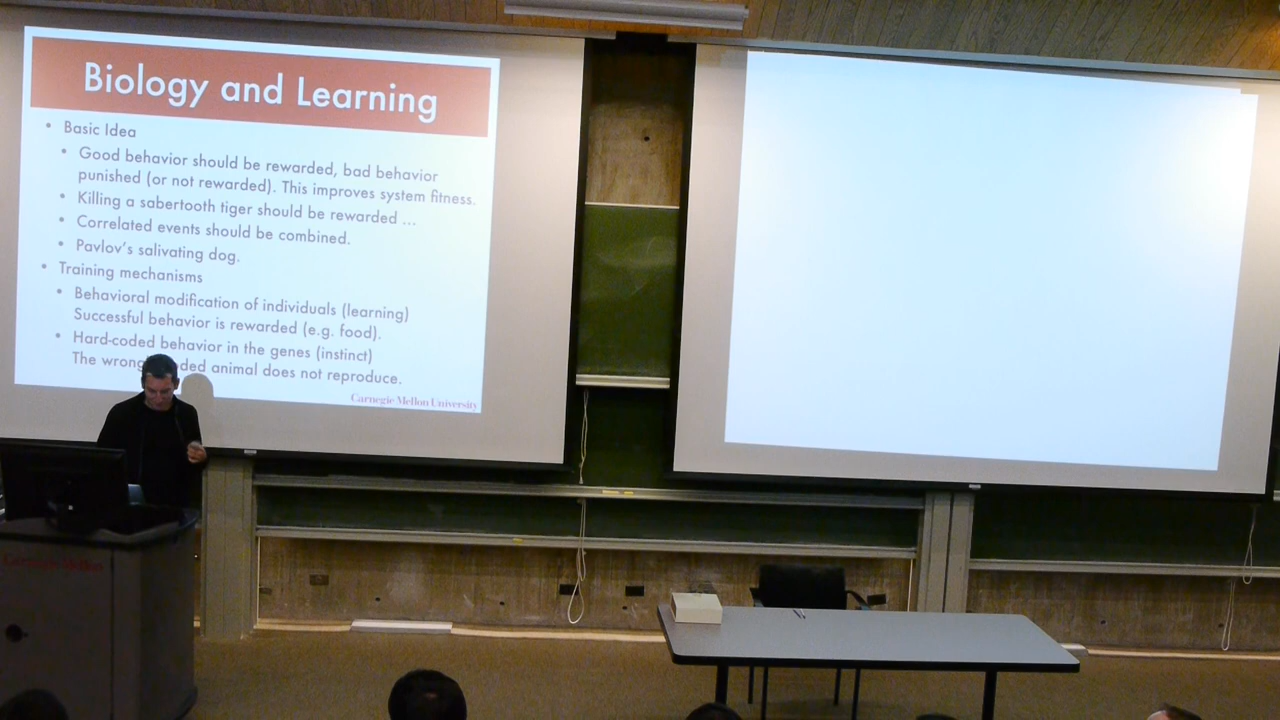 Biology and Learning
• Basic Idea
• Good behavior should be rewarded, bad behavior
punished (or not rewarded). This improves system fitness.
• Killing a sabertooth tiger should be rewarded ...
• Correlated events should be combined.
• Pavlov's salivating dog.
• Training mechanisms
• Behavioral modification of individuals (learning)
Successful behavior is rewarded (e.g. food).
• Hard-coded behavior in the genes (instinct)
The animal does not reproduce.
Carnegie Mellon University
Carnegie Mellon